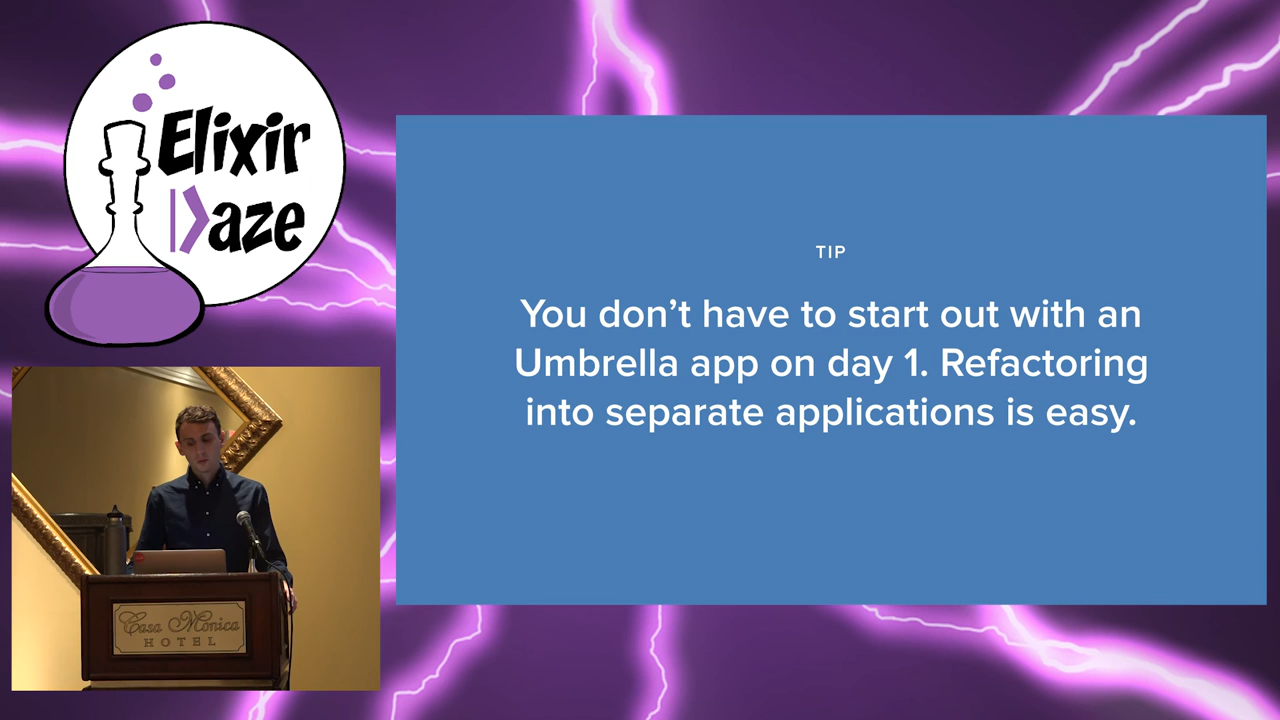 Elixir
Daze
TIP
You don’t have to start out with an
Umbrella app on day 1. Refactoring
into separate applications is easy.
Casa Monica
HOTEL